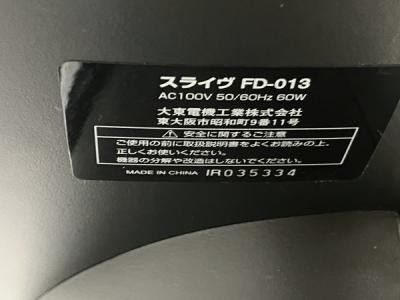 スライヴ FD-013
AC100V 50/60Hz 60W
大東電機工業株式会社
東大阪市昭和町9番11号
⚠ 安全に関するご注意
ご使用の前に取扱説明書をよくお読みの上、
正しくお使いください。
機器の分解や改造はしないでください。
MADE IN CHINA IR035334